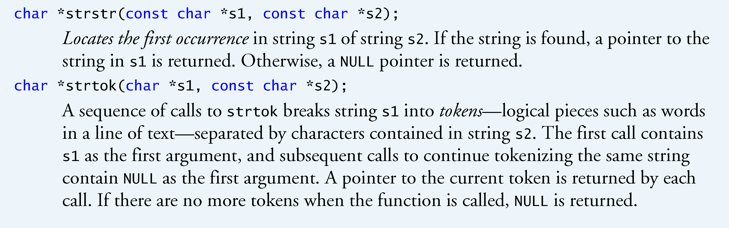 char *strstr(const char *s1, const char *s2);
Locates the first occurrence in string s1 of string s2. If the string is found, a pointer to the
string in s1 is returned. Otherwise, a NULL pointer is returned.
char *strtok(char *s1, const char *s2);
A sequence of calls to strtok breaks string s1 into tokens—logical pieces such as words
in a line of text—separated by characters contained in string s2. The first call contains
s1 as the first argument, and subsequent calls to continue tokenizing the same string
contain NULL as the first argument. A pointer to the current token is returned by each
call. If there are no more tokens when the function is called, NULL is returned.